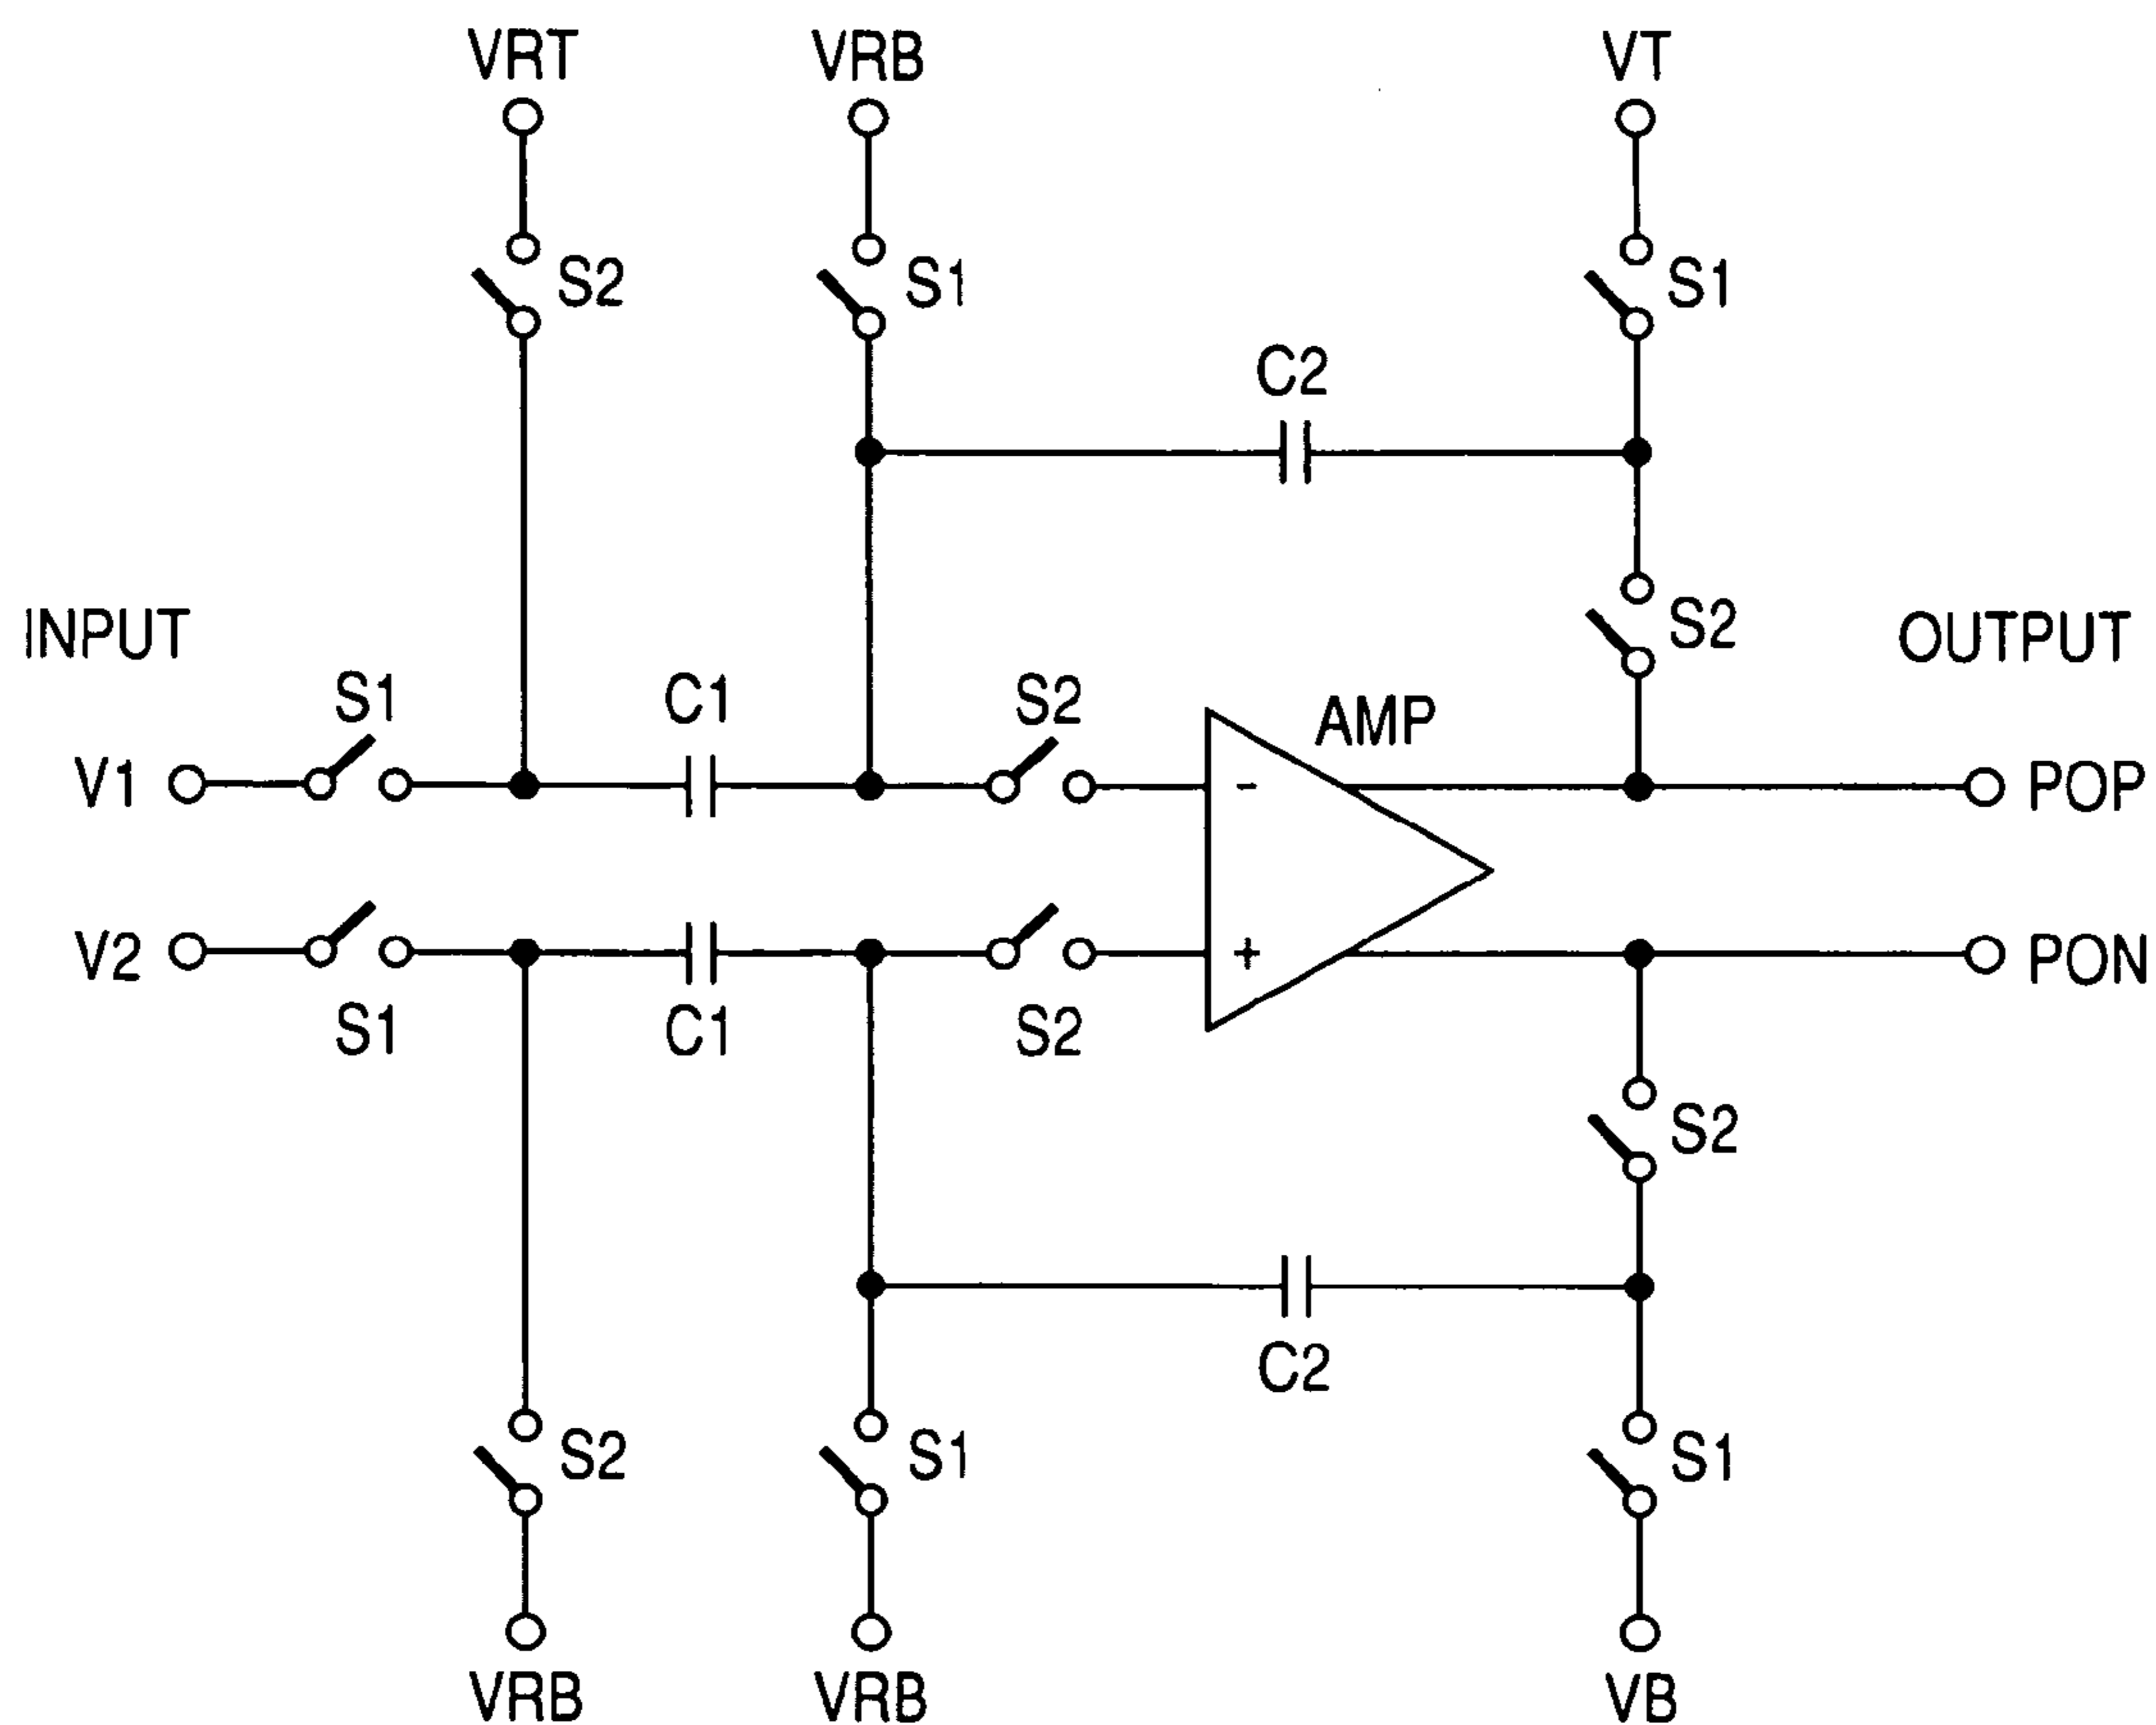 VRT VRB VT
S2 S1 S1
C2
INPUT S2 OUTPUT
S1 C1 S2 AMP
V1 - POP
V2 + PON
S1 C1 S2
S2
C2
S2 S1 S1
VRB VRB VB